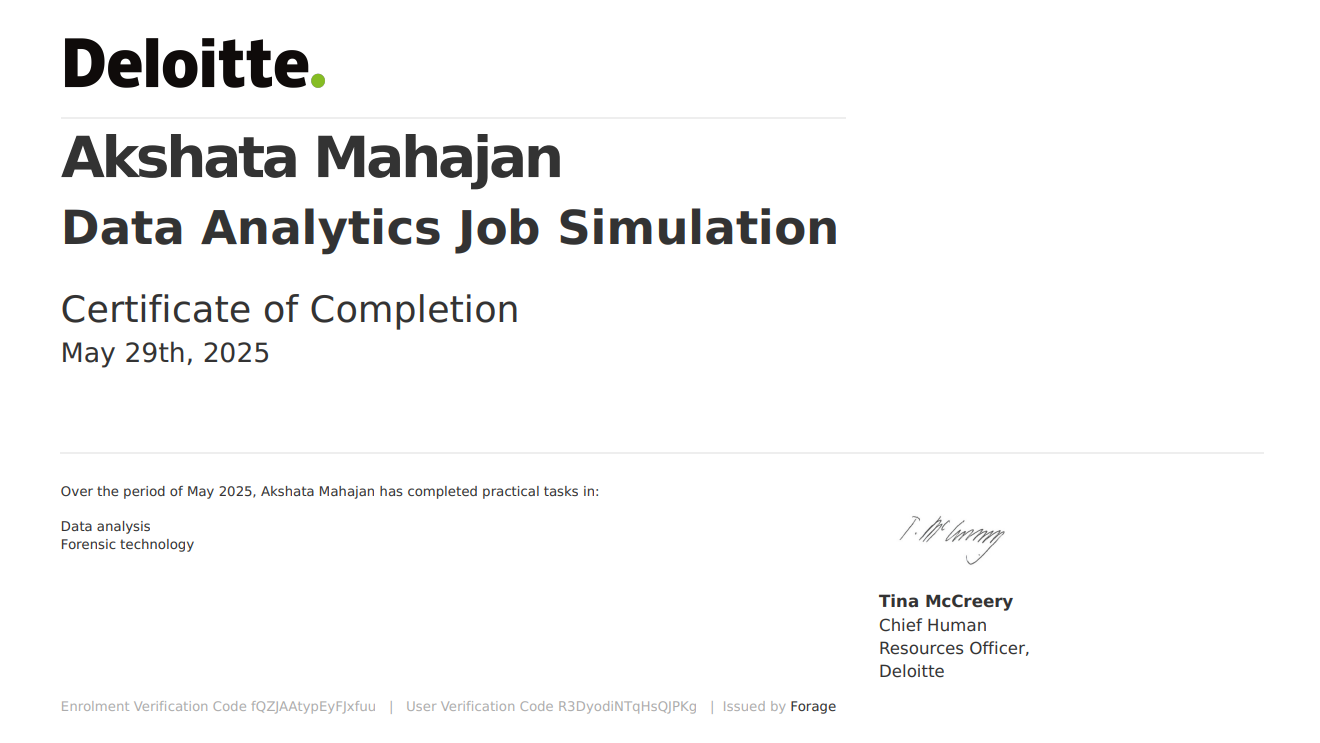 Deloitte.
Akshata Mahajan
Data Analytics Job Simulation
Certificate of Completion
May 29th, 2025
Over the period of May 2025, Akshata Mahajan has completed practical tasks in:
Data analysis
Forensic technology
T. McCreery
Tina McCreery
Chief Human
Resources Officer,
Deloitte
Enrolment Verification Code fQZJAAtypEyFJxfuu | User Verification Code R3DyodiNTqHsQJPKg | Issued by Forage